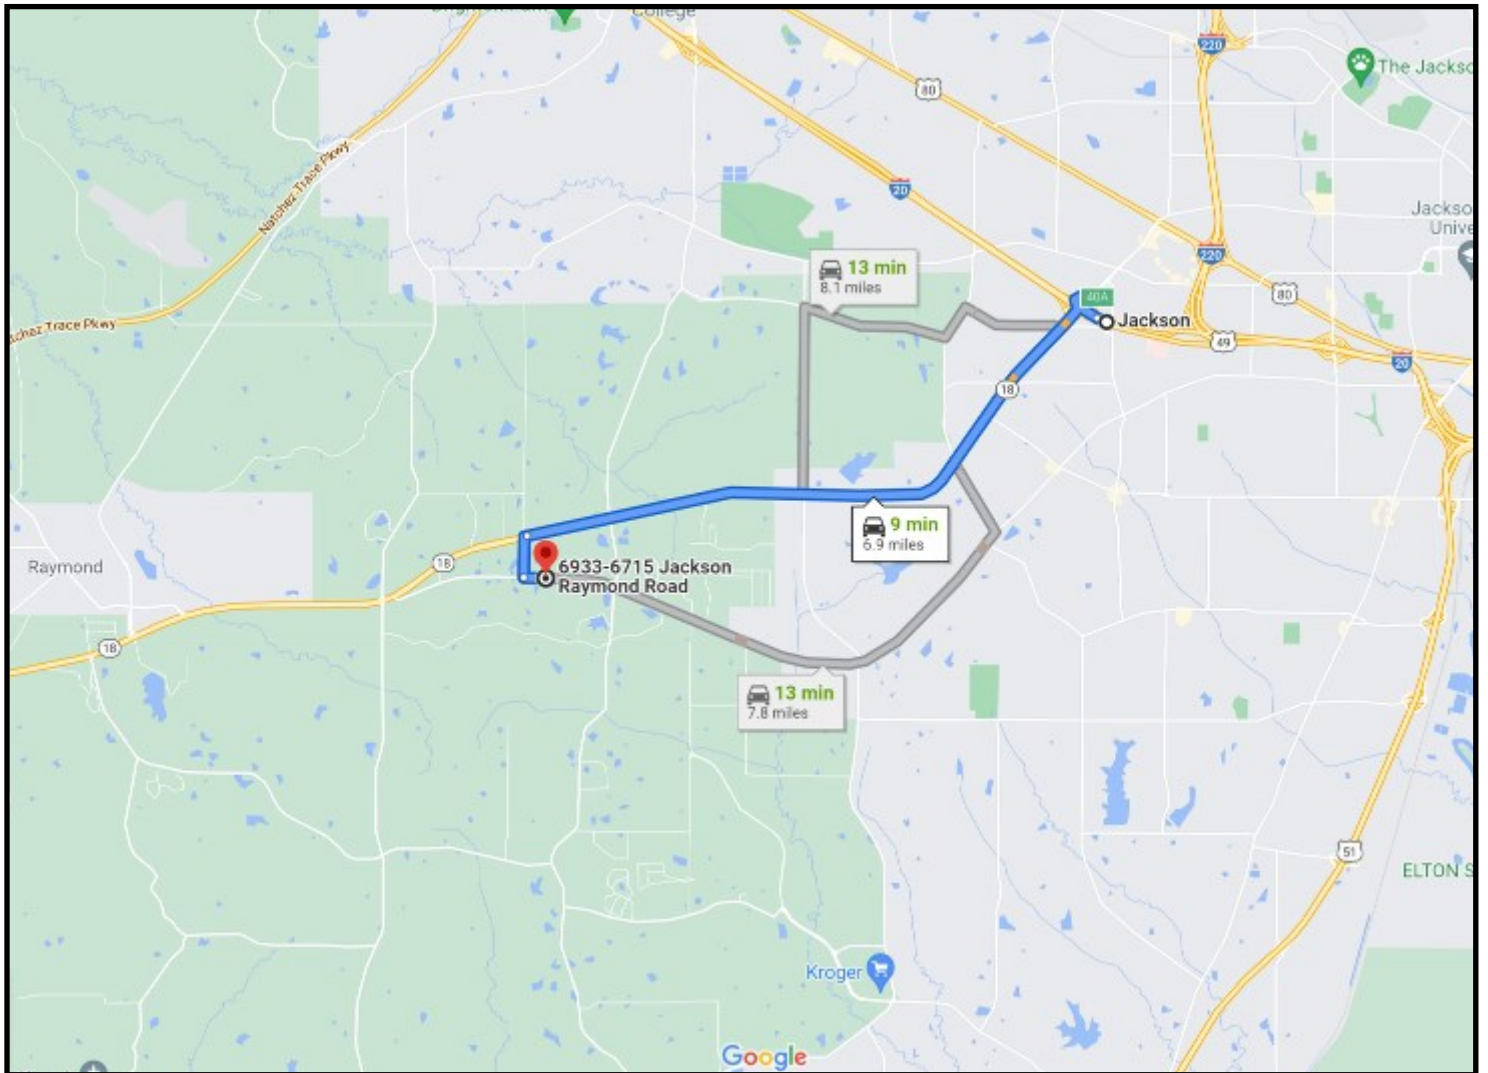 College
220
The Jackso
80
Natchez Trace Pkwy
20
Jackso
Unive
220
13 min
8.1 miles
40A
80
Jackson
chez Trace Pkwy
49
20
18
9 min
6.9 miles
18
6933-6715 Jackson
Raymond Road
Raymond
18
13 min
7.8 miles
51
ELTON S
Kroger
Google